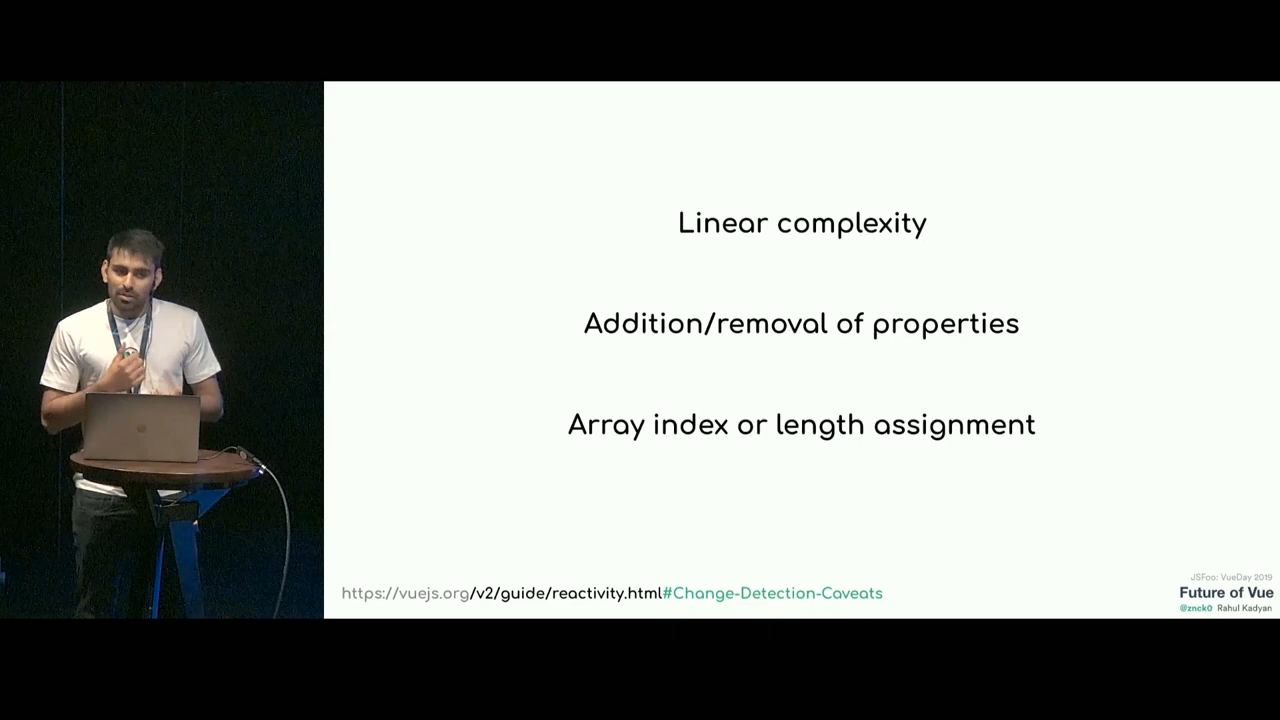 Linear complexity
Addition/removal of properties
Array index or length assignment
https://vuejs.org/v2/guide/reactivity.html#Change-Detection-Caveats
JSFoo: VueDay 2019
Future of Vue
@znck0 Rahul Kadyan